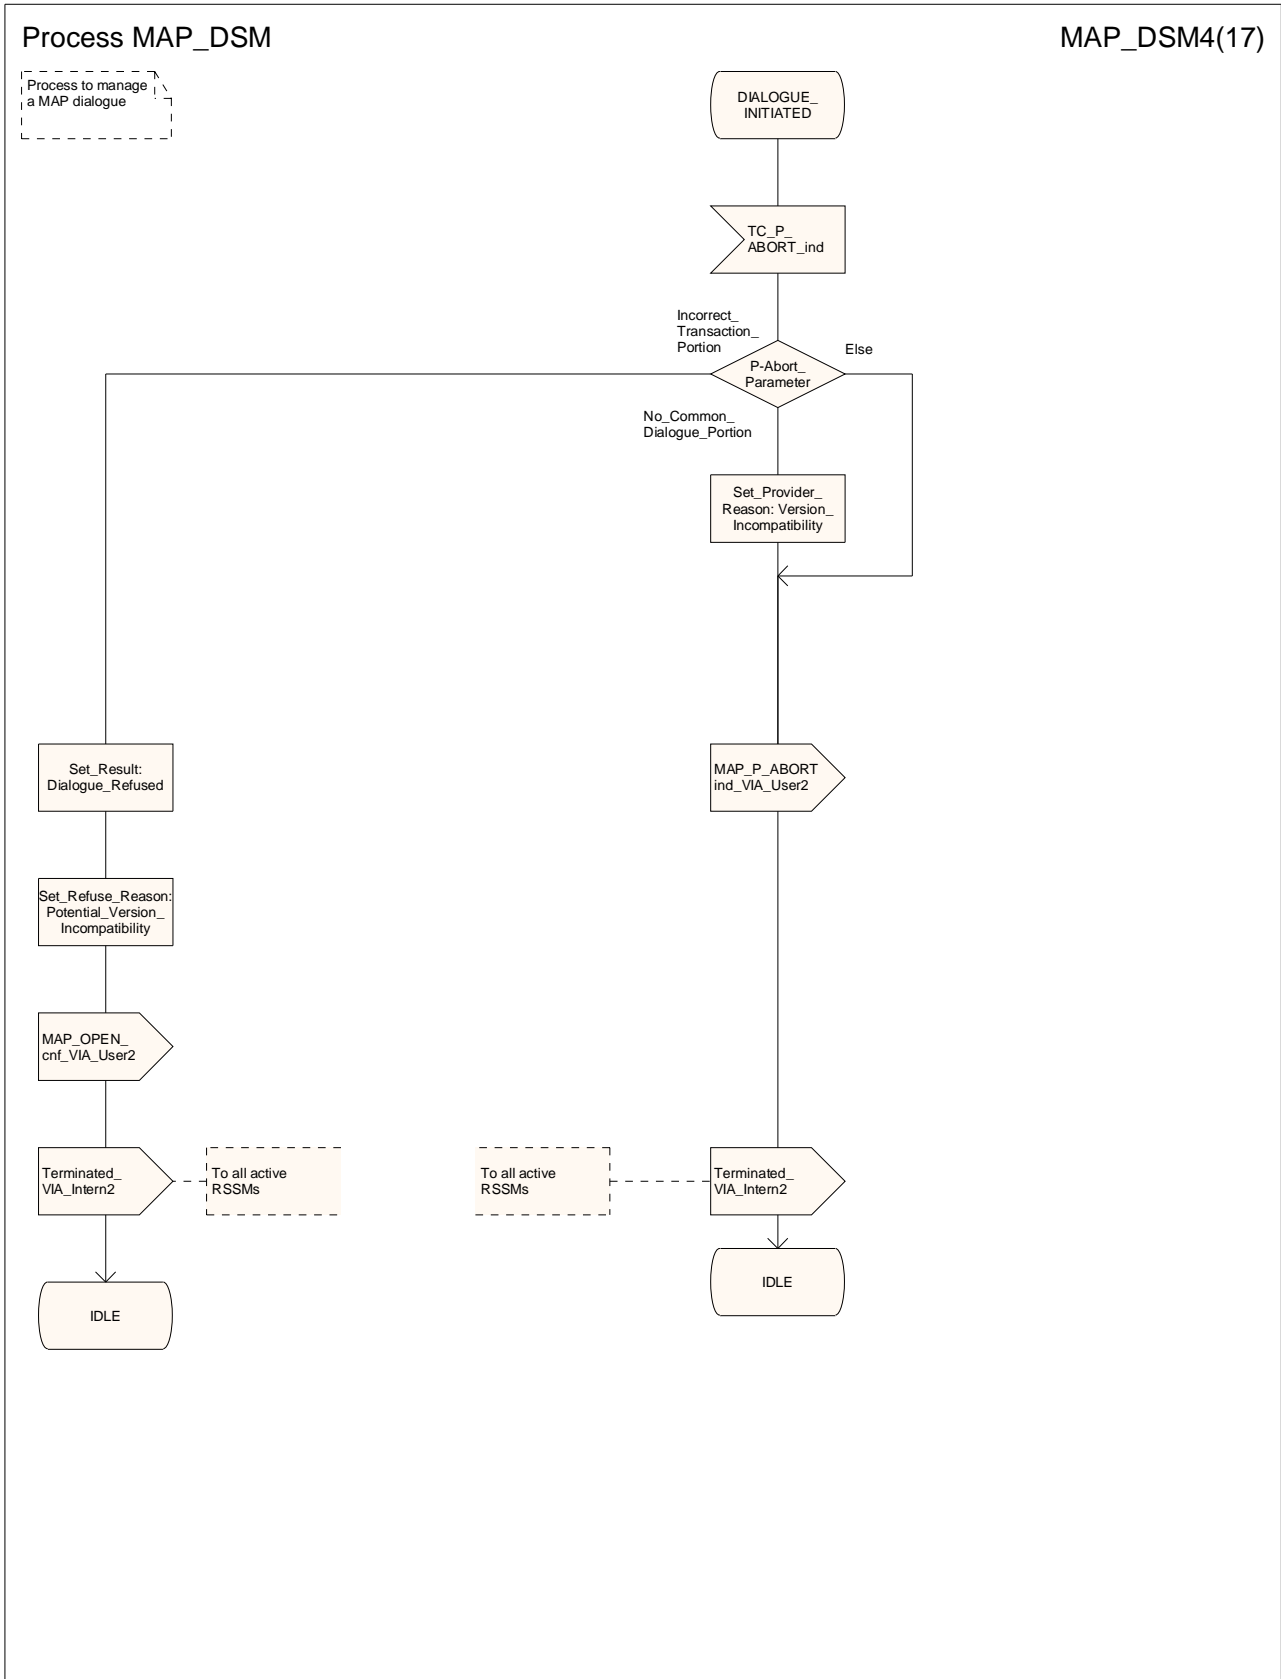 Process MAP_DSM
MAP_DSM4(17)
Process to manage
a MAP dialogue
DIALOGUE_
INITIATED
TC_P_
ABORT_ind
Incorrect_
Transaction_
Portion
Else
P-Abort_
Parameter
No_Common_
Dialogue_Portion
Set_Provider_
Reason: Version_
Incompatibility
Set_Result:
Dialogue_Refused
MAP_P_ABORT
ind_VIA_User2
Set_Refuse_Reason:
Potential_Version_
Incompatibility
MAP_OPEN_
cnf_VIA_User2
Terminated_
VIA_Intern2
To all active
RSSMs
To all active
RSSMs
Terminated_
VIA_Intern2
IDLE
IDLE